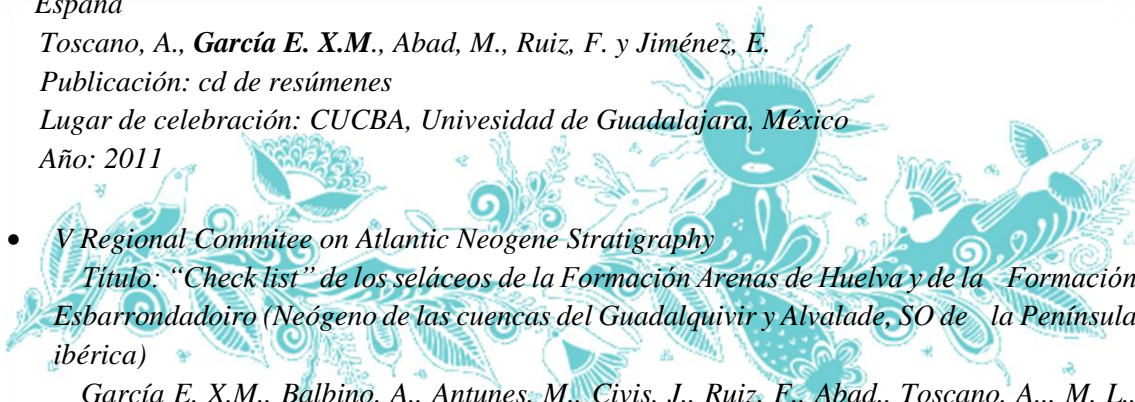 España
Toscano, A., García E. X.M., Abad, M., Ruiz, F. y Jiménez, E.
Publicación: cd de resúmenes
Lugar de celebración: CUCBA, Univesidad de Guadalajara, México
Año: 2011
• V Regional Commitee on Atlantic Neogene Stratigraphy
Título: “Check list” de los seláceos de la Formación Arenas de Huelva y de la Formación
Esbarrondadoiro (Neógeno de las cuencas del Guadalquivir y Alvalade, SO de la Península
ibérica)
García E. X.M., Balbino, A., Antunes, M., Civis, J., Ruiz, F., Abad,, Toscano, A.,, M. L.,